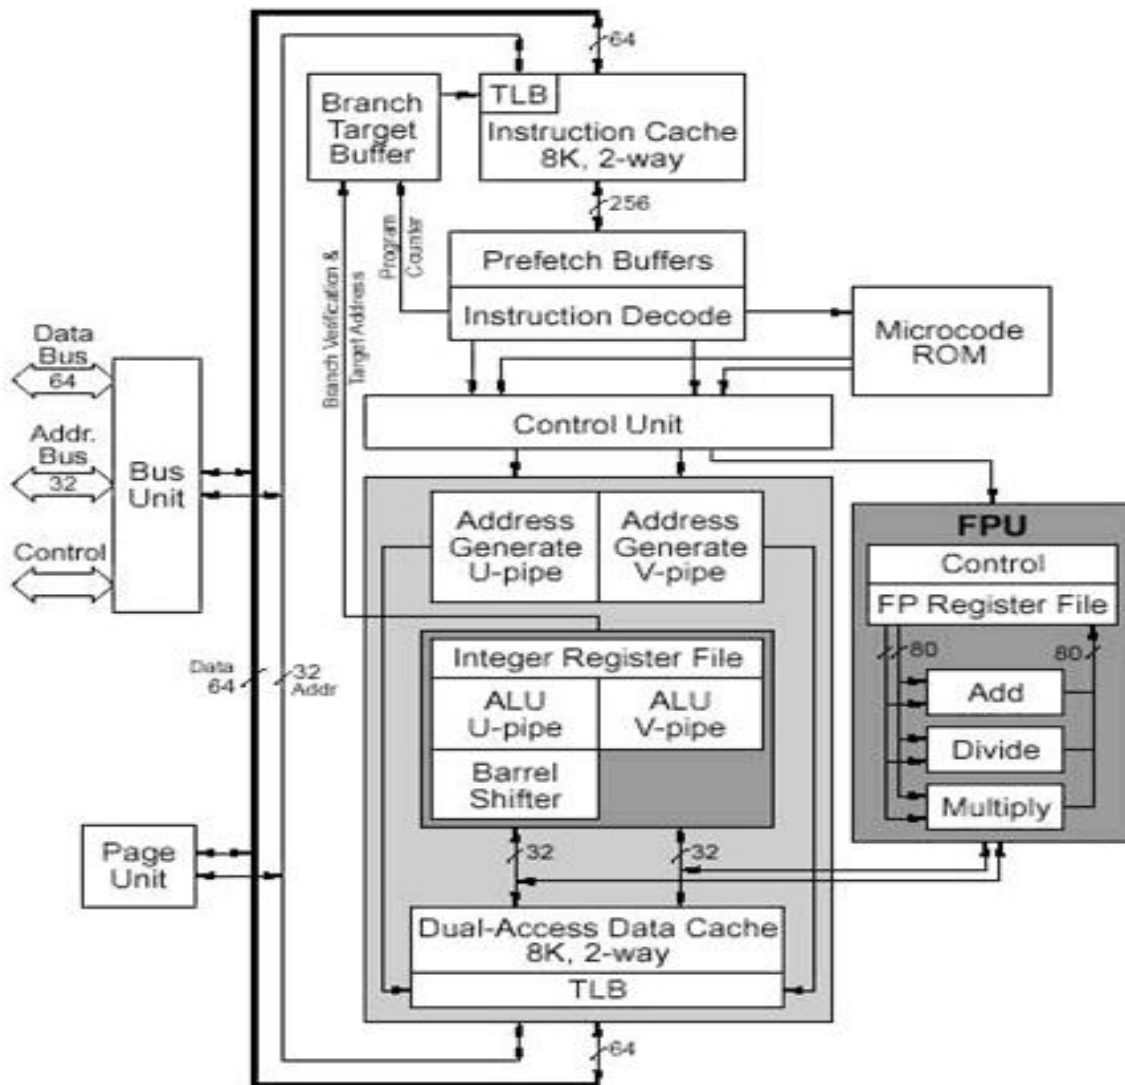 64
Branch
Target
Buffer
TLB
Instruction Cache
8K, 2-way
256
Branch Verification &
Target Address
Program
Counter
Prefetch Buffers
Instruction Decode
Microcode
ROM
Data
Bus
64
Addr.
Bus
32
Control
Bus
Unit
Control Unit
Address
Generate
U-pipe
Address
Generate
V-pipe
FPU
Control
FP Register File
80
80
Add
Divide
Multiply
Integer Register File
ALU
U-pipe
ALU
V-pipe
Barrel
Shifter
Data
64
32
Addr
32
32
Page
Unit
Dual-Access Data Cache
8K, 2-way
TLB
64